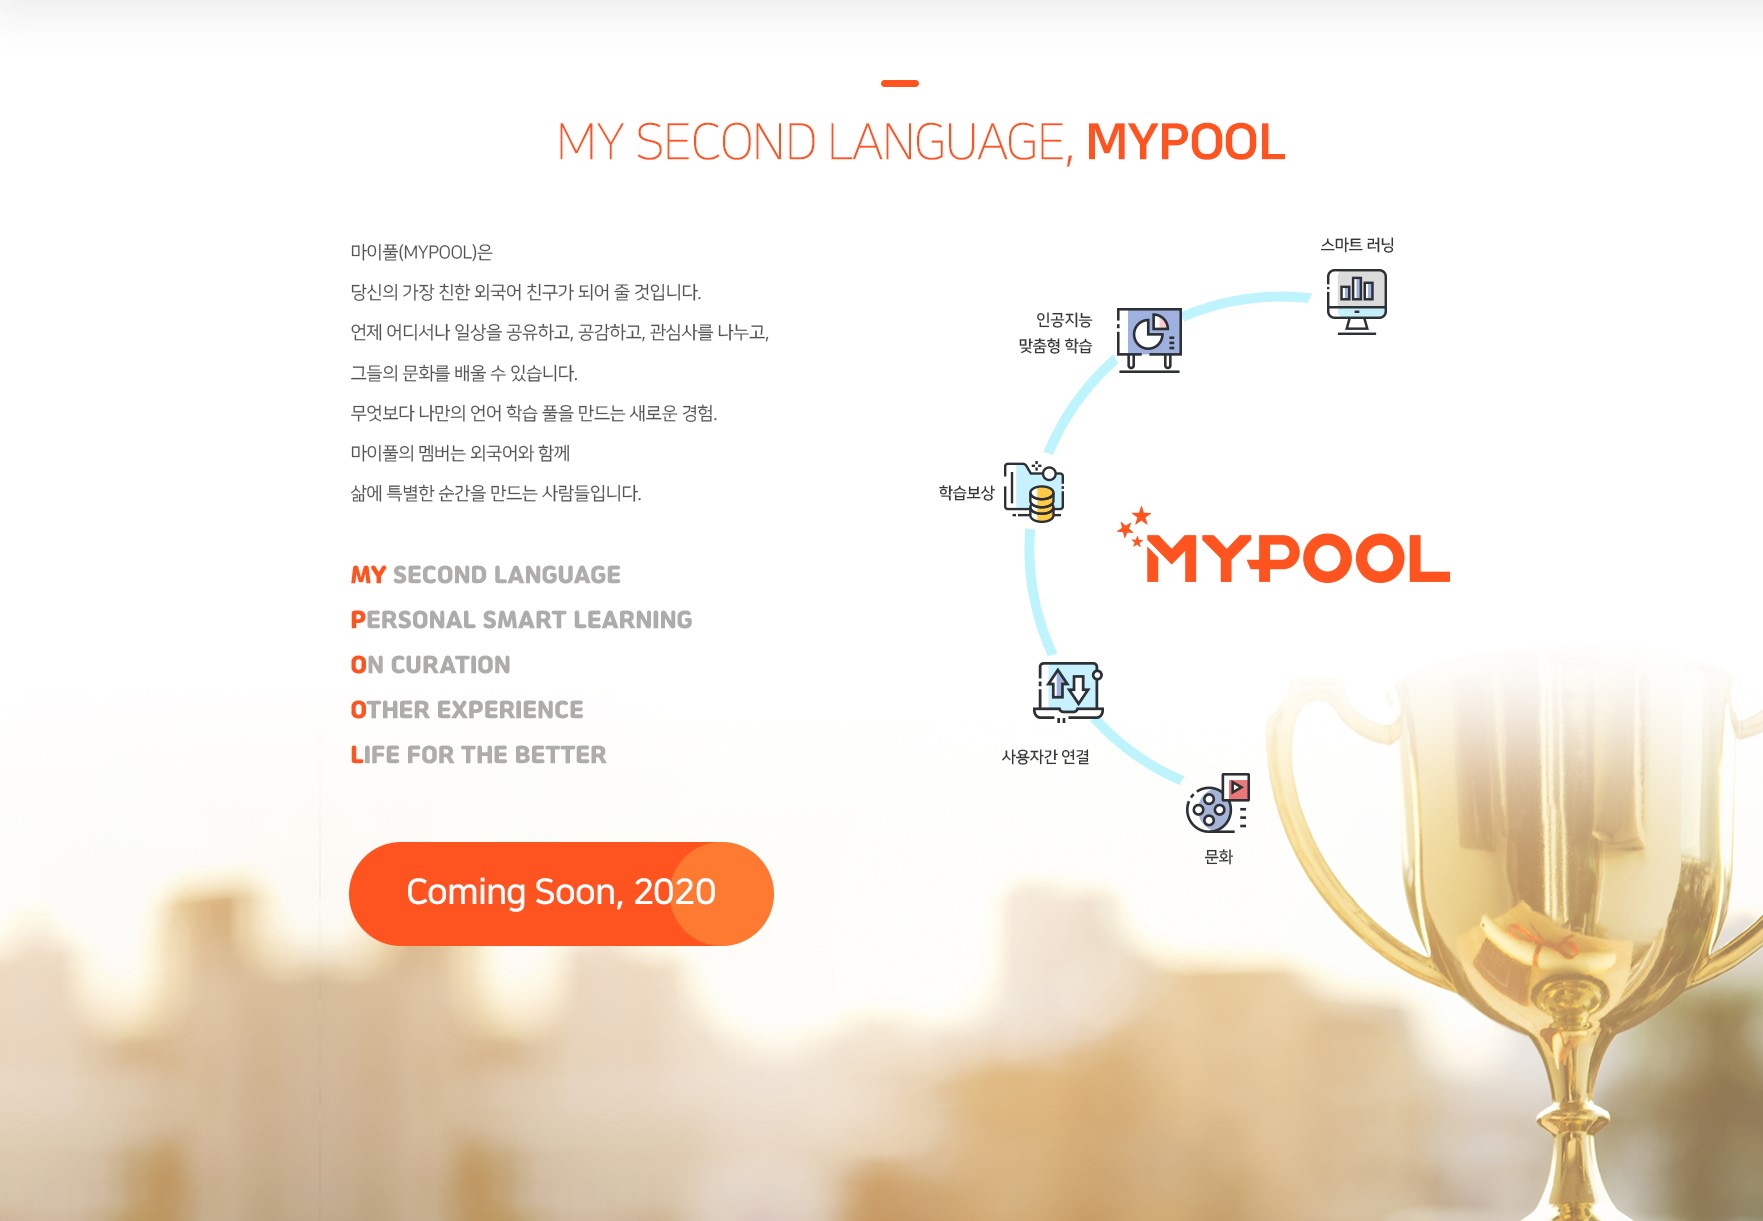 MY SECOND LANGUAGE, MYPOOL
마이풀(MYPOOL)은
당신의 가장 친한 외국어 친구가 되어 줄 것입니다.
언제 어디서나 일상을 공유하고, 공감하고, 관심사를 나누고,
그들의 문화를 배울 수 있습니다.
무엇보다 나만의 언어 학습 풀을 만드는 새로운 경험.
마이풀의 멤버는 외국어와 함께
삶에 특별한 순간을 만드는 사람들입니다.
MY SECOND LANGUAGE
PERSONAL SMART LEARNING
ON CURATION
OTHER EXPERIENCE
LIFE FOR THE BETTER
Coming Soon, 2020
스마트 러닝
인공지능
맞춤형 학습
학습보상
MYPOOL
사용자간 연결
문화